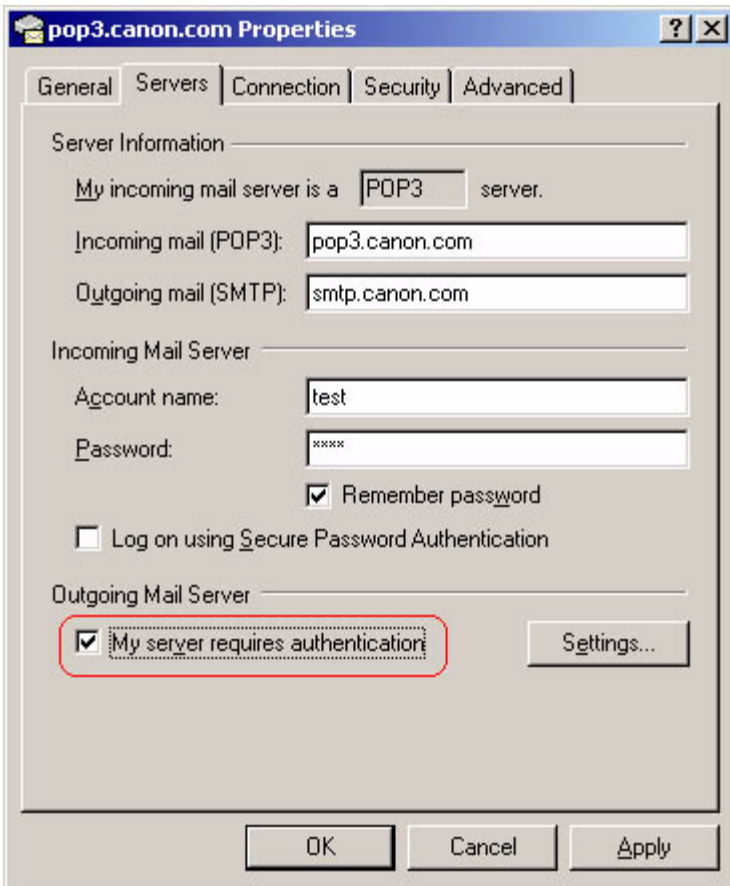 pop3.canon.com Properties
General Servers Connection Security Advanced
Server Information
My incoming mail server is a POP3 server.
Incoming mail (POP3): pop3.canon.com
Outgoing mail (SMTP): smtp.canon.com
Incoming Mail Server
Account name: test
Password: ****
Remember password
Log on using Secure Password Authentication
Outgoing Mail Server
My server requires authentication Settings...
OK Cancel Apply